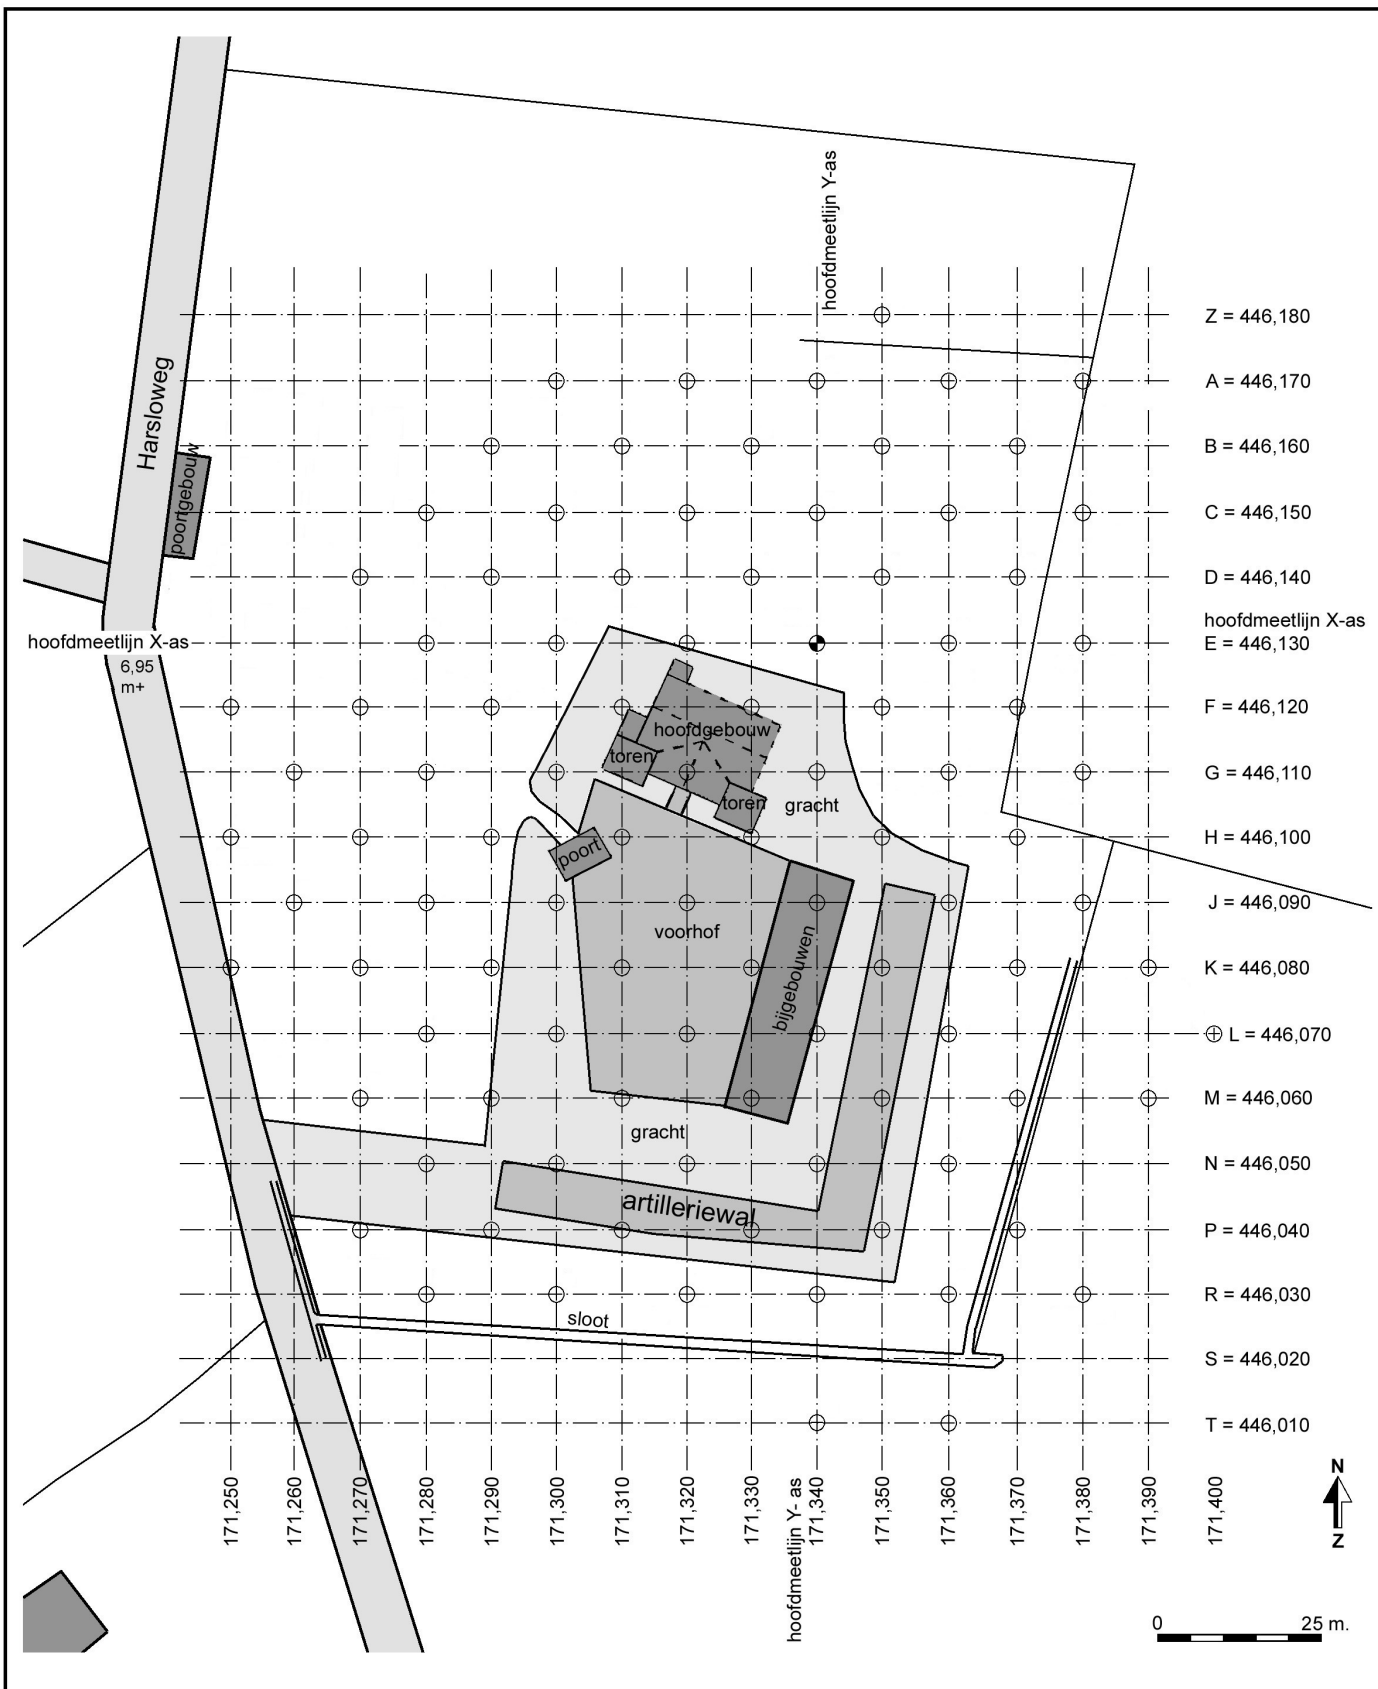 hoofdmeetlijn Y-as
Z = 446,180
Harsloweg
A = 446,170
poortgebouw
B = 446,160
C = 446,150
D = 446,140
hoofdmeetlijn X-as
hoofdmeetlijn X-as
E = 446,130
6,95
m+
F = 446,120
hoofdgebouw
toren
G = 446,110
toren
gracht
H = 446,100
poort
J = 446,090
voorhof
bijgebouwen
K = 446,080
L = 446,070
M = 446,060
gracht
N = 446,050
artilleriewal
P = 446,040
R = 446,030
sloot
S = 446,020
T = 446,010
171,250
171,260
171,270
171,280
171,290
171,300
171,310
171,320
171,330
171,340
171,350
171,360
171,370
171,380
171,390
171,400
hoofdmeetlijn Y- as
N
Z
0 25 m.